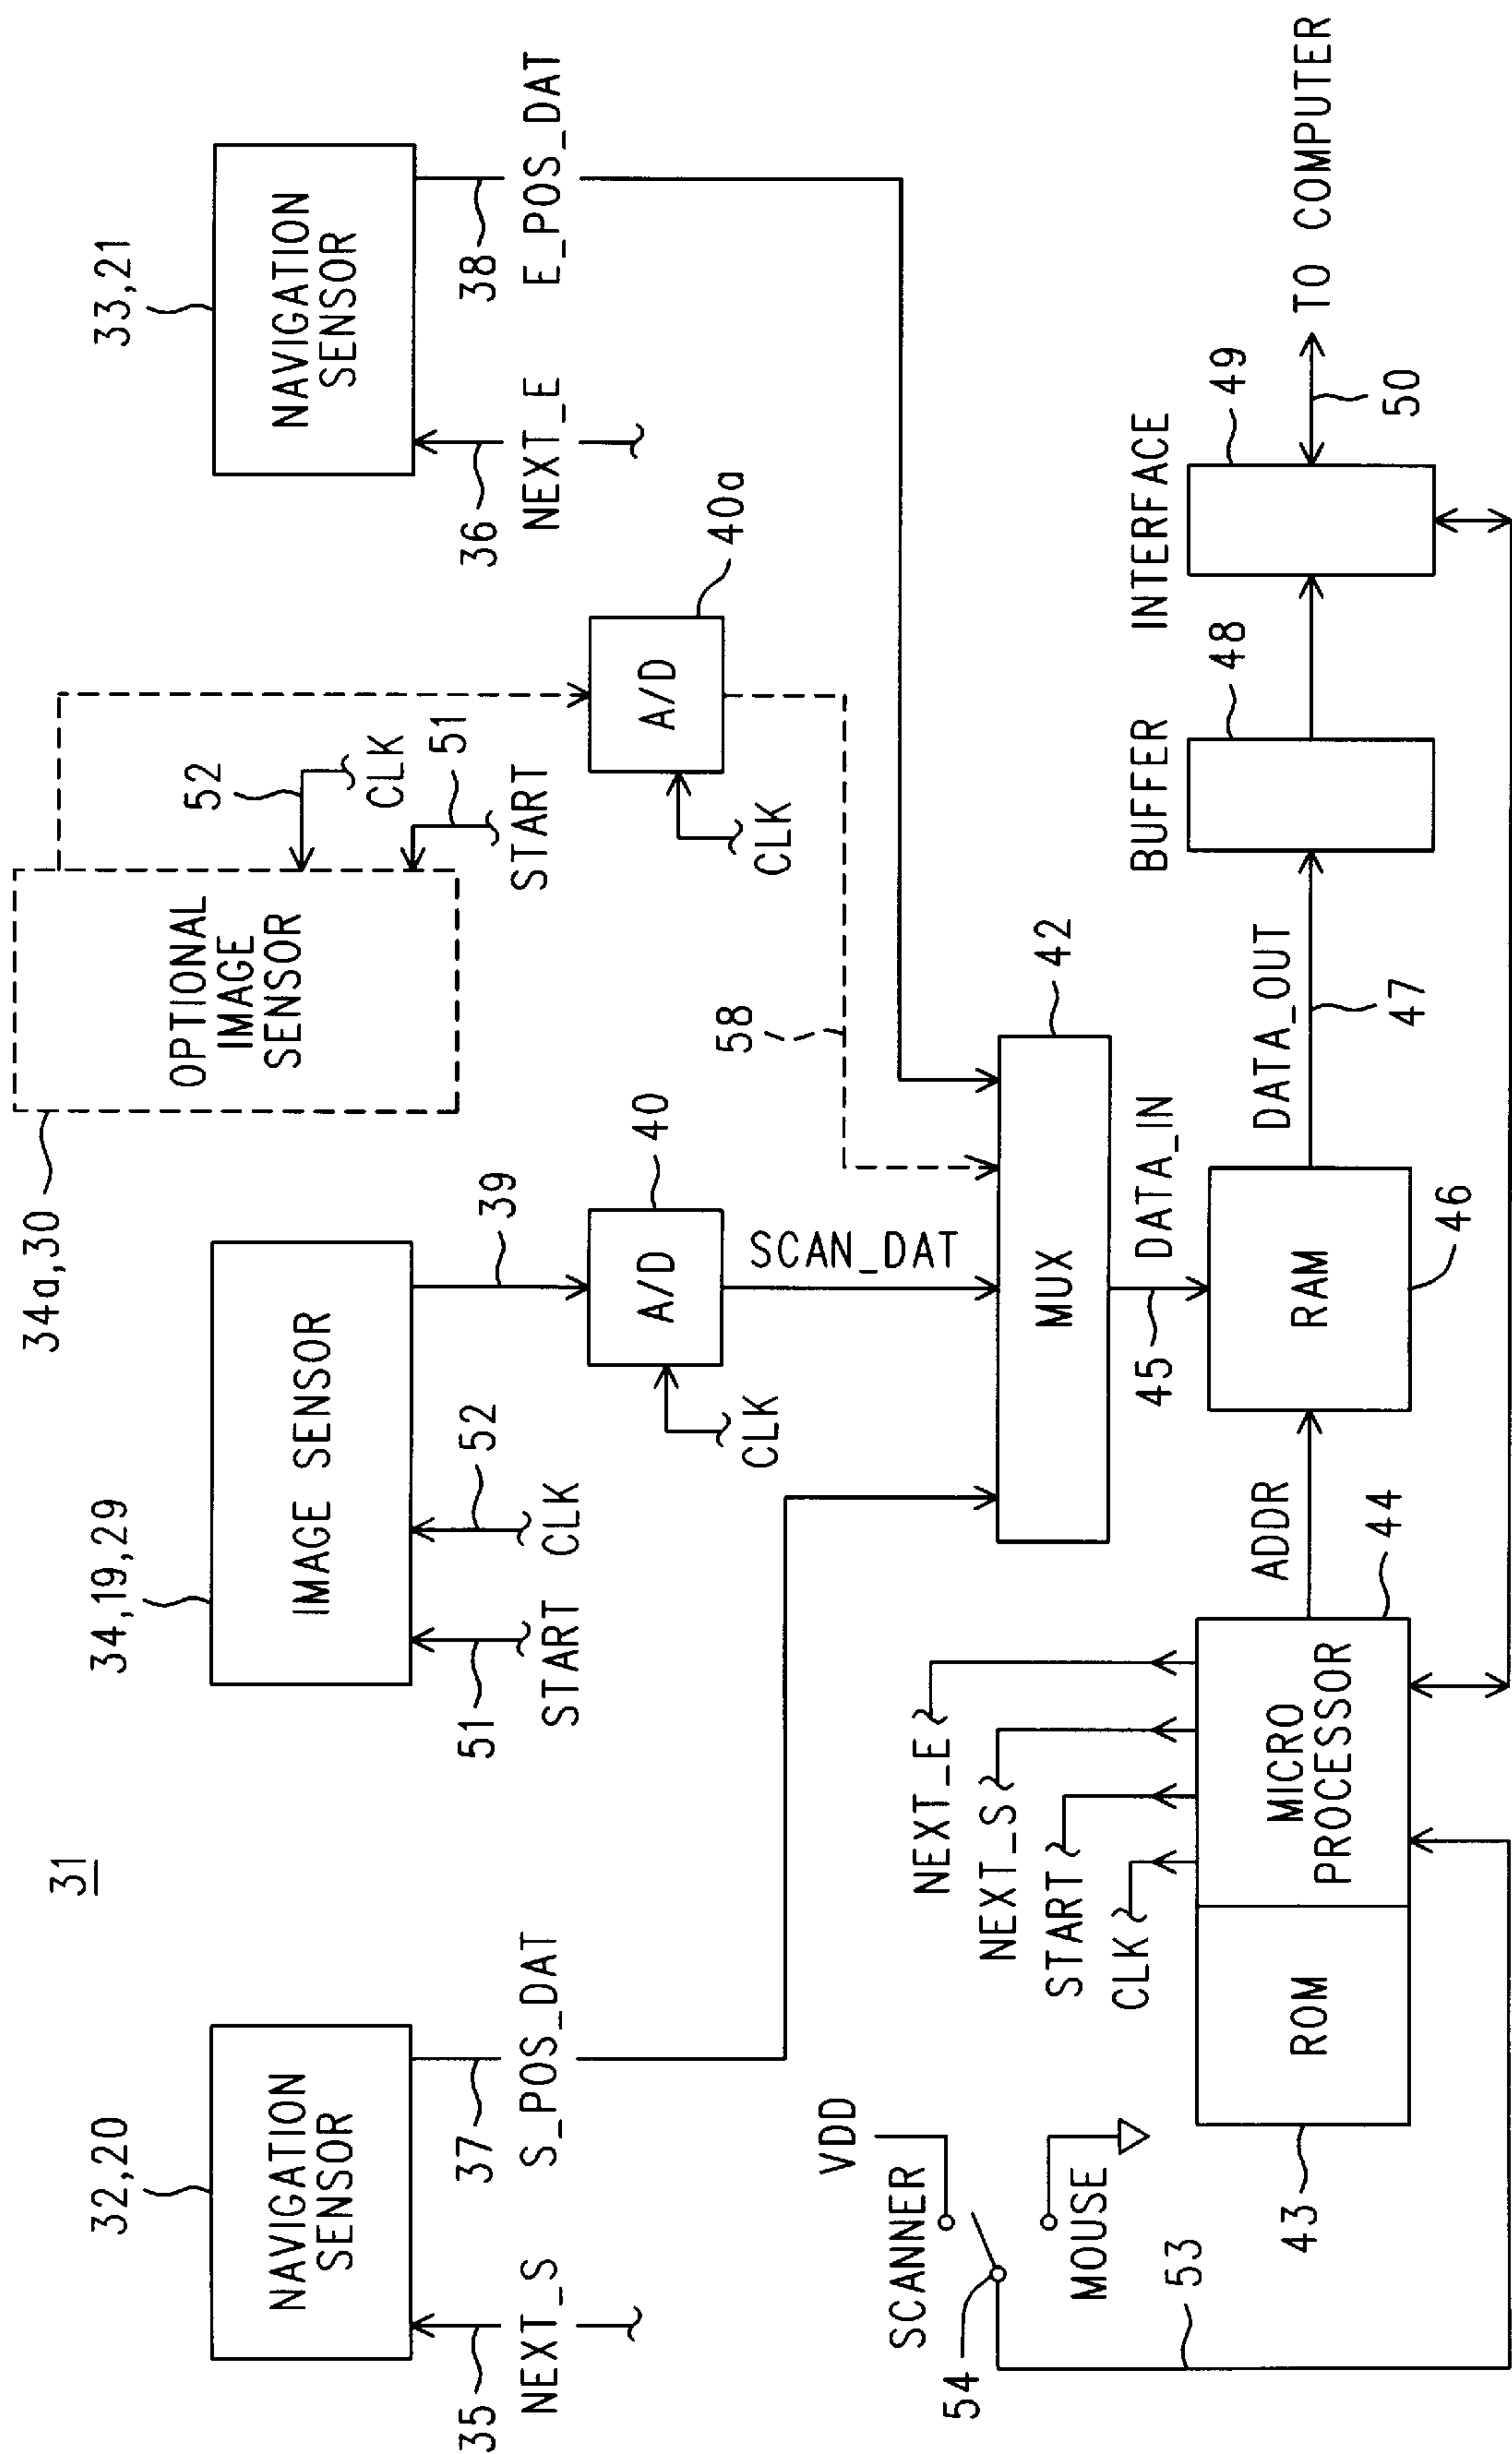 31
32,20
NAVIGATION
SENSOR
35
NEXT_S
37
S_POS_DAT
34,19,29
IMAGE SENSOR
51
START
52
CLK
39
40
A/D
CLK
SCAN_DAT
34a,30
OPTIONAL
IMAGE
SENSOR
52
CLK
51
START
40a
A/D
CLK
58
33,21
NAVIGATION
SENSOR
36
NEXT_E
38
E_POS_DAT
42
MUX
45
DATA_IN
VDD
SCANNER
54
MOUSE
53
NEXT_E
NEXT_S
START
CLK
ROM
43
MICRO
PROCESSOR
44
ADDR
RAM
46
DATA_OUT
47
BUFFER
48
INTERFACE
49
50
TO COMPUTER